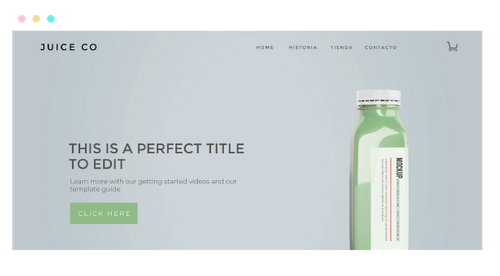 JUICE CO
HOME HISTORIA TIENDA CONTACTO
THIS IS A PERFECT TITLE
TO EDIT
Learn more with our getting started videos and our
template guide
CLICK HERE
MOCKUP